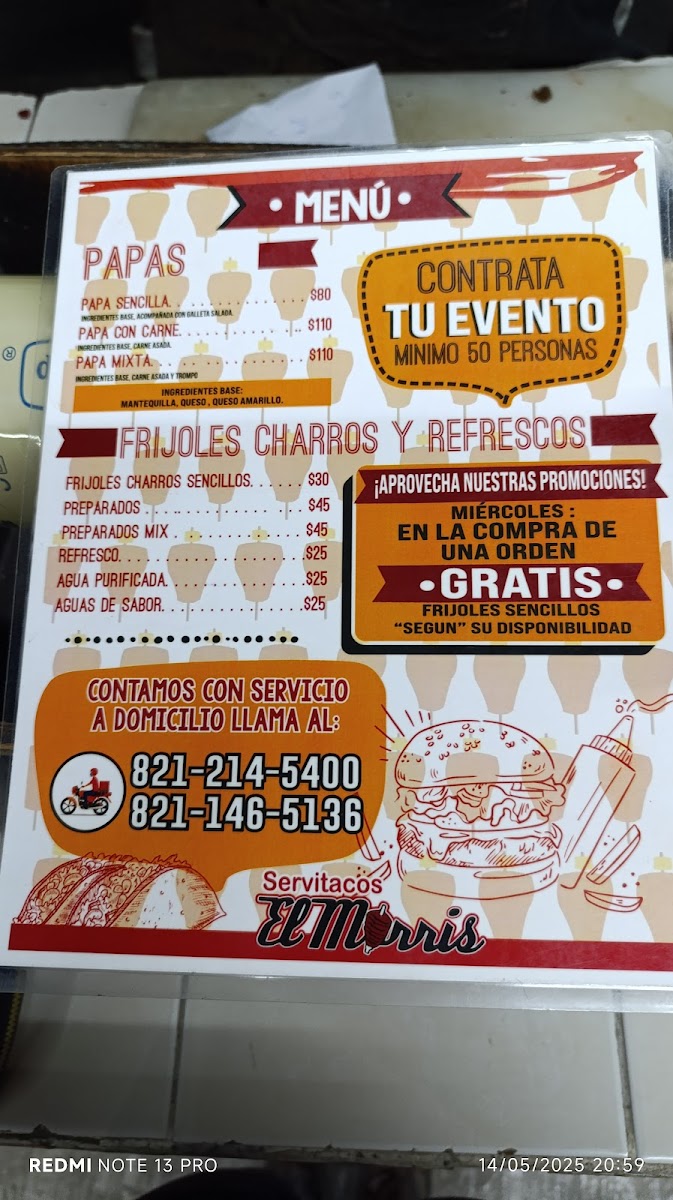 • MENÚ •
PAPAS
PAPA SENCILLA. . . . . . . . . . . . . . . $80
INGREDIENTES BASE, ACOMPAÑADA CON GALLETA SALADA.
PAPA CON CARNE. . . . . . . . . . . . . . $110
INGREDIENTES BASE, CARNE ASADA.
PAPA MIXTA. . . . . . . . . . . . . . . . . $110
INGREDIENTES BASE, CARNE ASADA Y TROMPO
INGREDIENTES BASE:
MANTEQUILLA, QUESO , QUESO AMARILLO.
CONTRATA
TU EVENTO
MINIMO 50 PERSONAS
FRIJOLES CHARROS Y REFRESCOS
FRIJOLES CHARROS SENCILLOS. . . . . . $30
PREPARADOS . . . . . . . . . . . . . . . . $45
PREPARADOS MIX . . . . . . . . . . . . . $45
REFRESCO. . . . . . . . . . . . . . . . . . $25
AGUA PURIFICADA. . . . . . . . . . . . . $25
AGUAS DE SABOR. . . . . . . . . . . . . .$25
¡APROVECHA NUESTRAS PROMOCIONES!
MIÉRCOLES :
EN LA COMPRA DE
UNA ORDEN
•GRATIS•
FRIJOLES SENCILLOS
“SEGUN” SU DISPONIBILIDAD
CONTAMOS CON SERVICIO
A DOMICILIO LLAMA AL:
821-214-5400
821-146-5136
Servitacos
El Morris
REDMI NOTE 13 PRO
14/05/2025 20:59